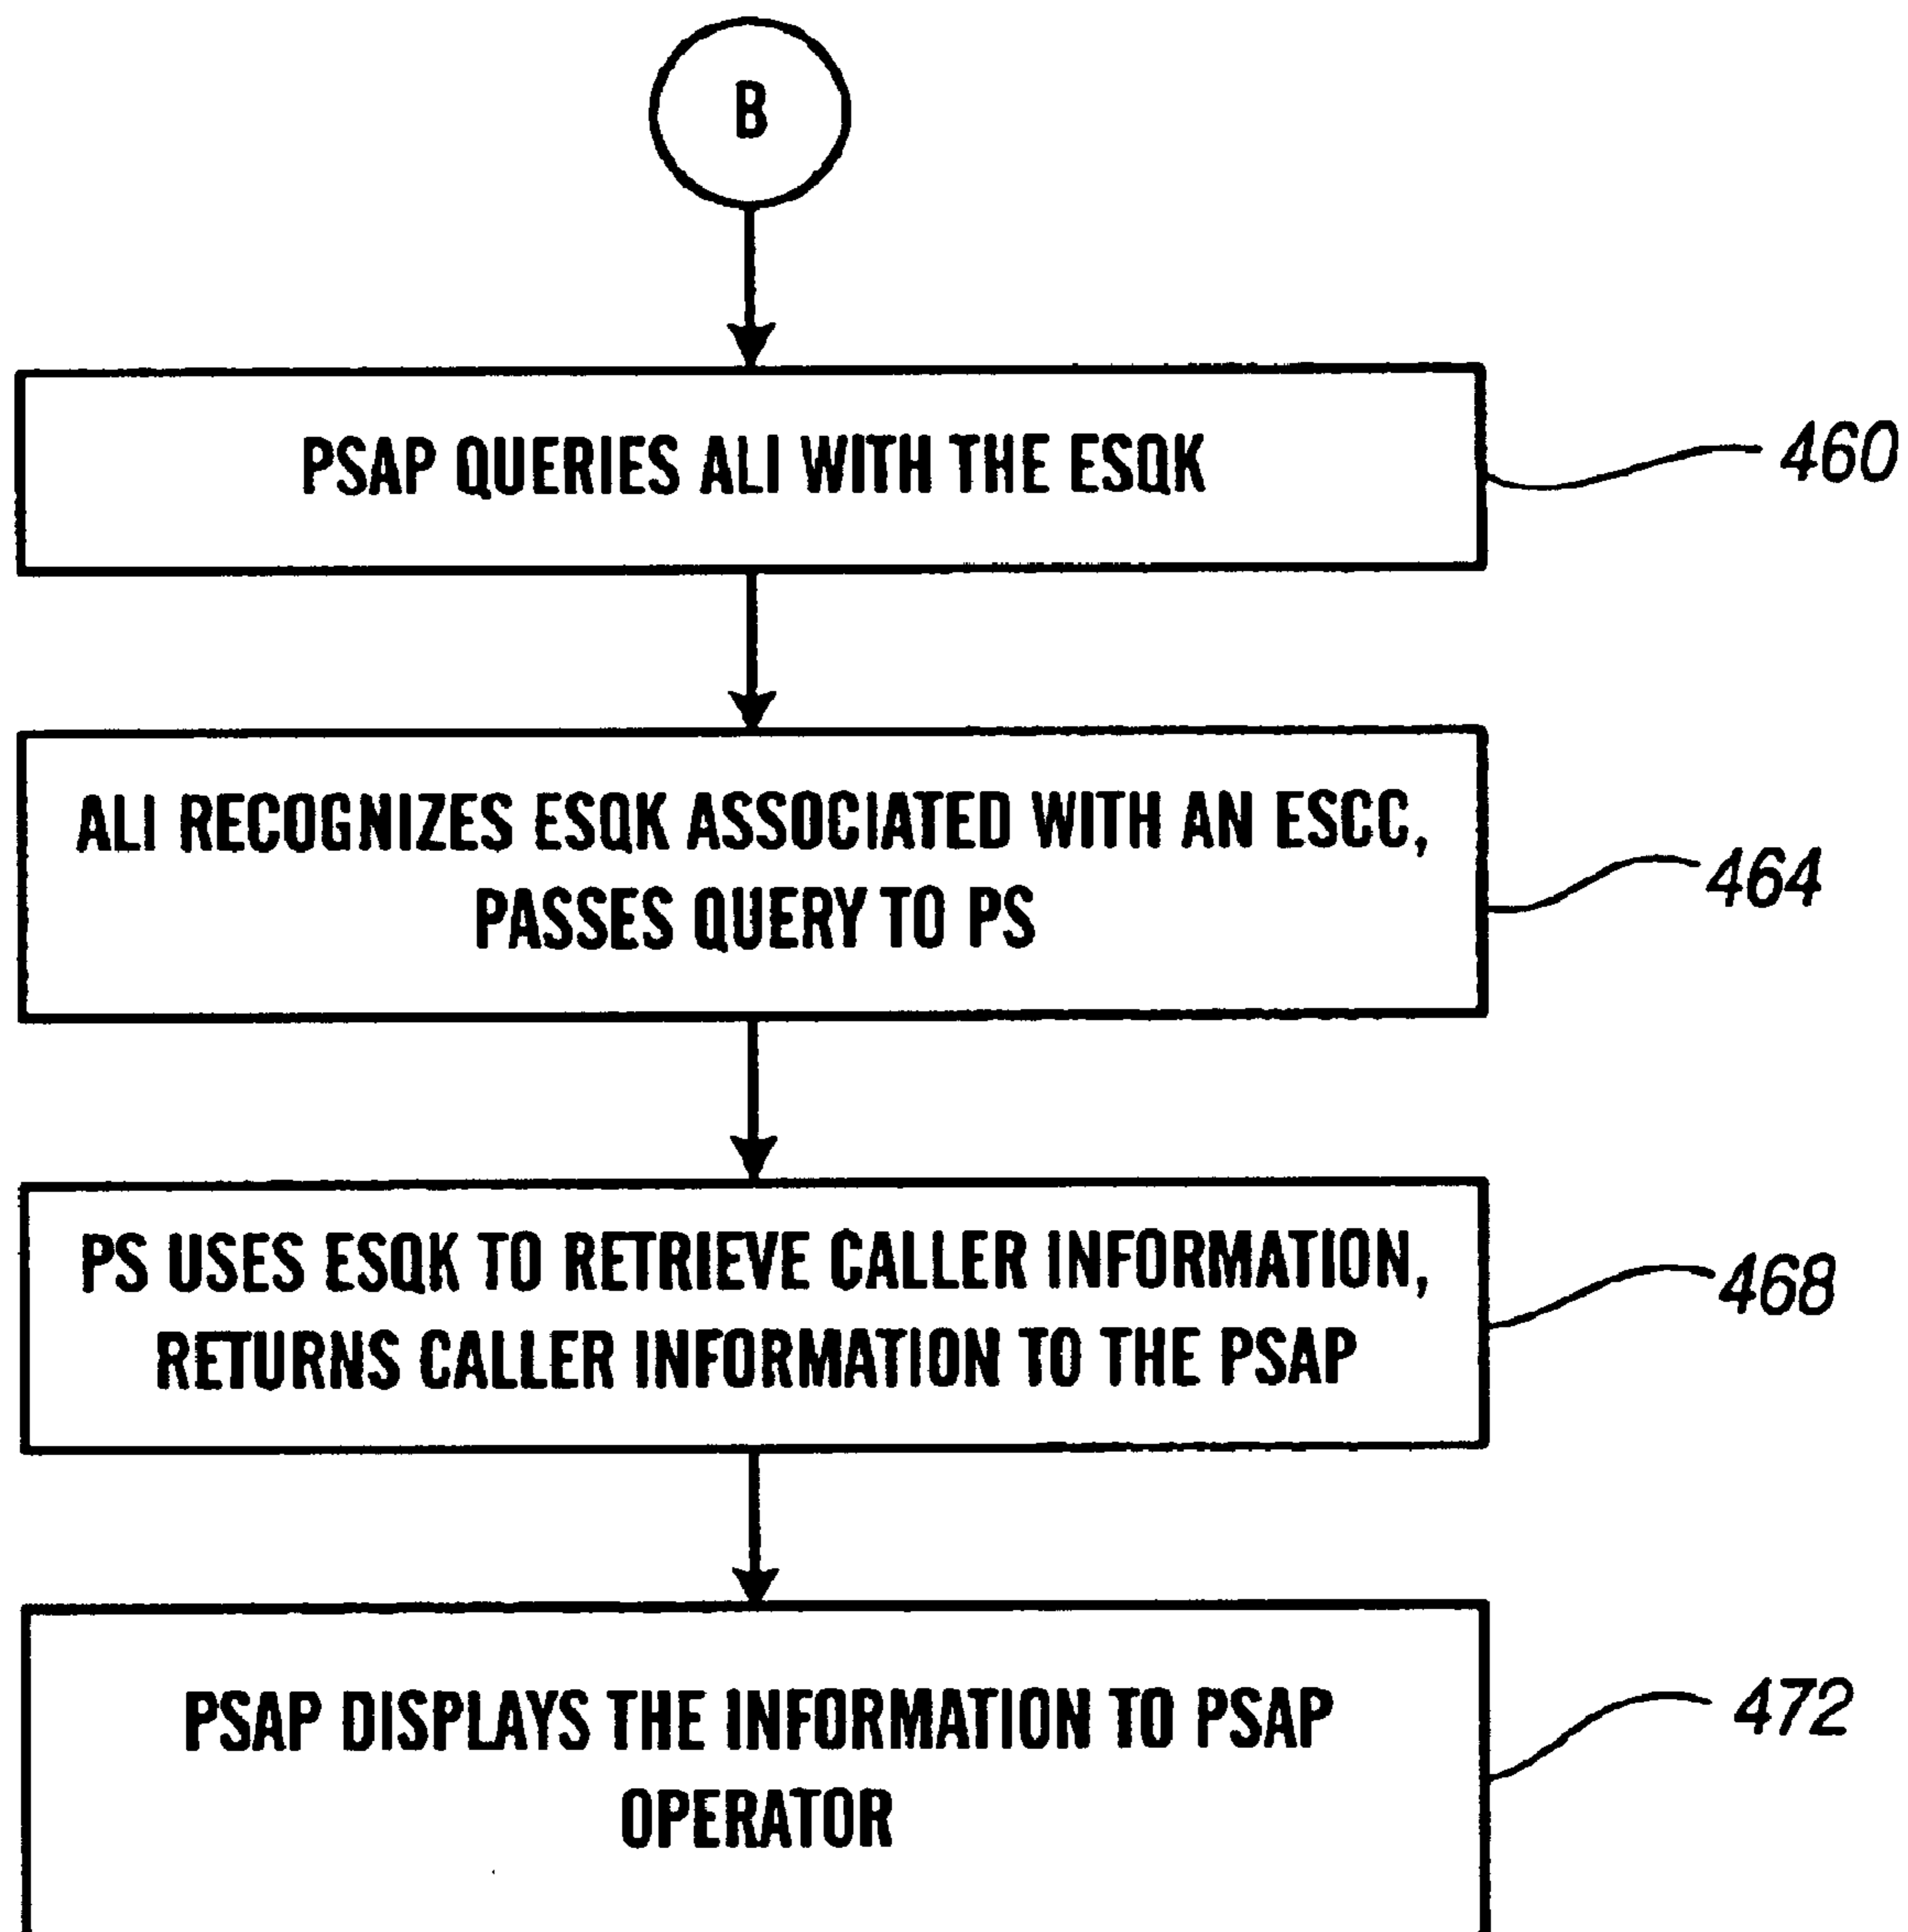 B
PSAP QUERIES ALI WITH THE ESQK
460
ALI RECOGNIZES ESQK ASSOCIATED WITH AN ESCC,
PASSES QUERY TO PS
464
PS USES ESQK TO RETRIEVE CALLER INFORMATION,
RETURNS CALLER INFORMATION TO THE PSAP
468
PSAP DISPLAYS THE INFORMATION TO PSAP
OPERATOR
472